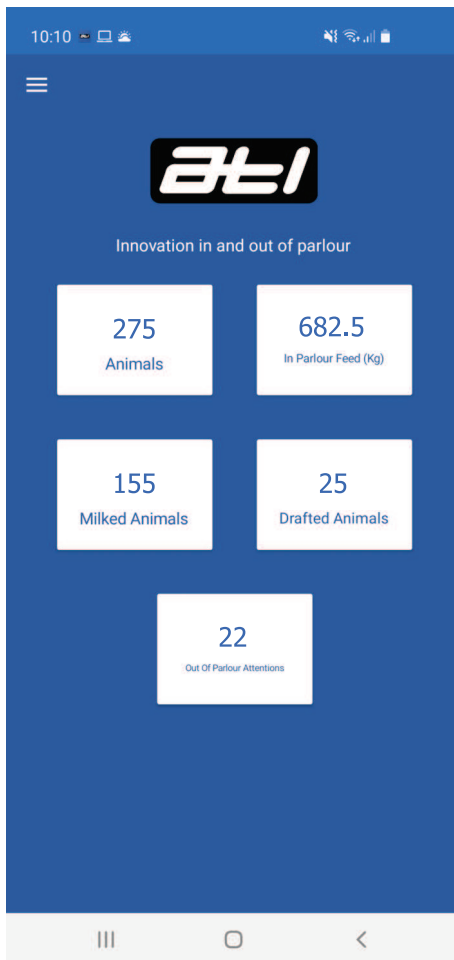 10:10
atl
Innovation in and out of parlour
275
Animals
682.5
In Parlour Feed (Kg)
155
Milked Animals
25
Drafted Animals
22
Out Of Parlour Attentions